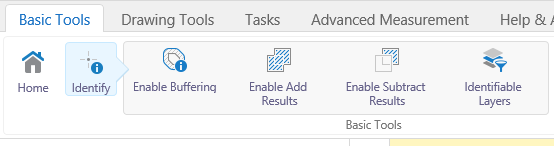 Basic Tools
Drawing Tools
Tasks
Advanced Measurement
Help &
Home
Identify
Enable Buffering
Enable Add
Results
Enable Subtract
Results
Identifiable
Layers
Basic Tools